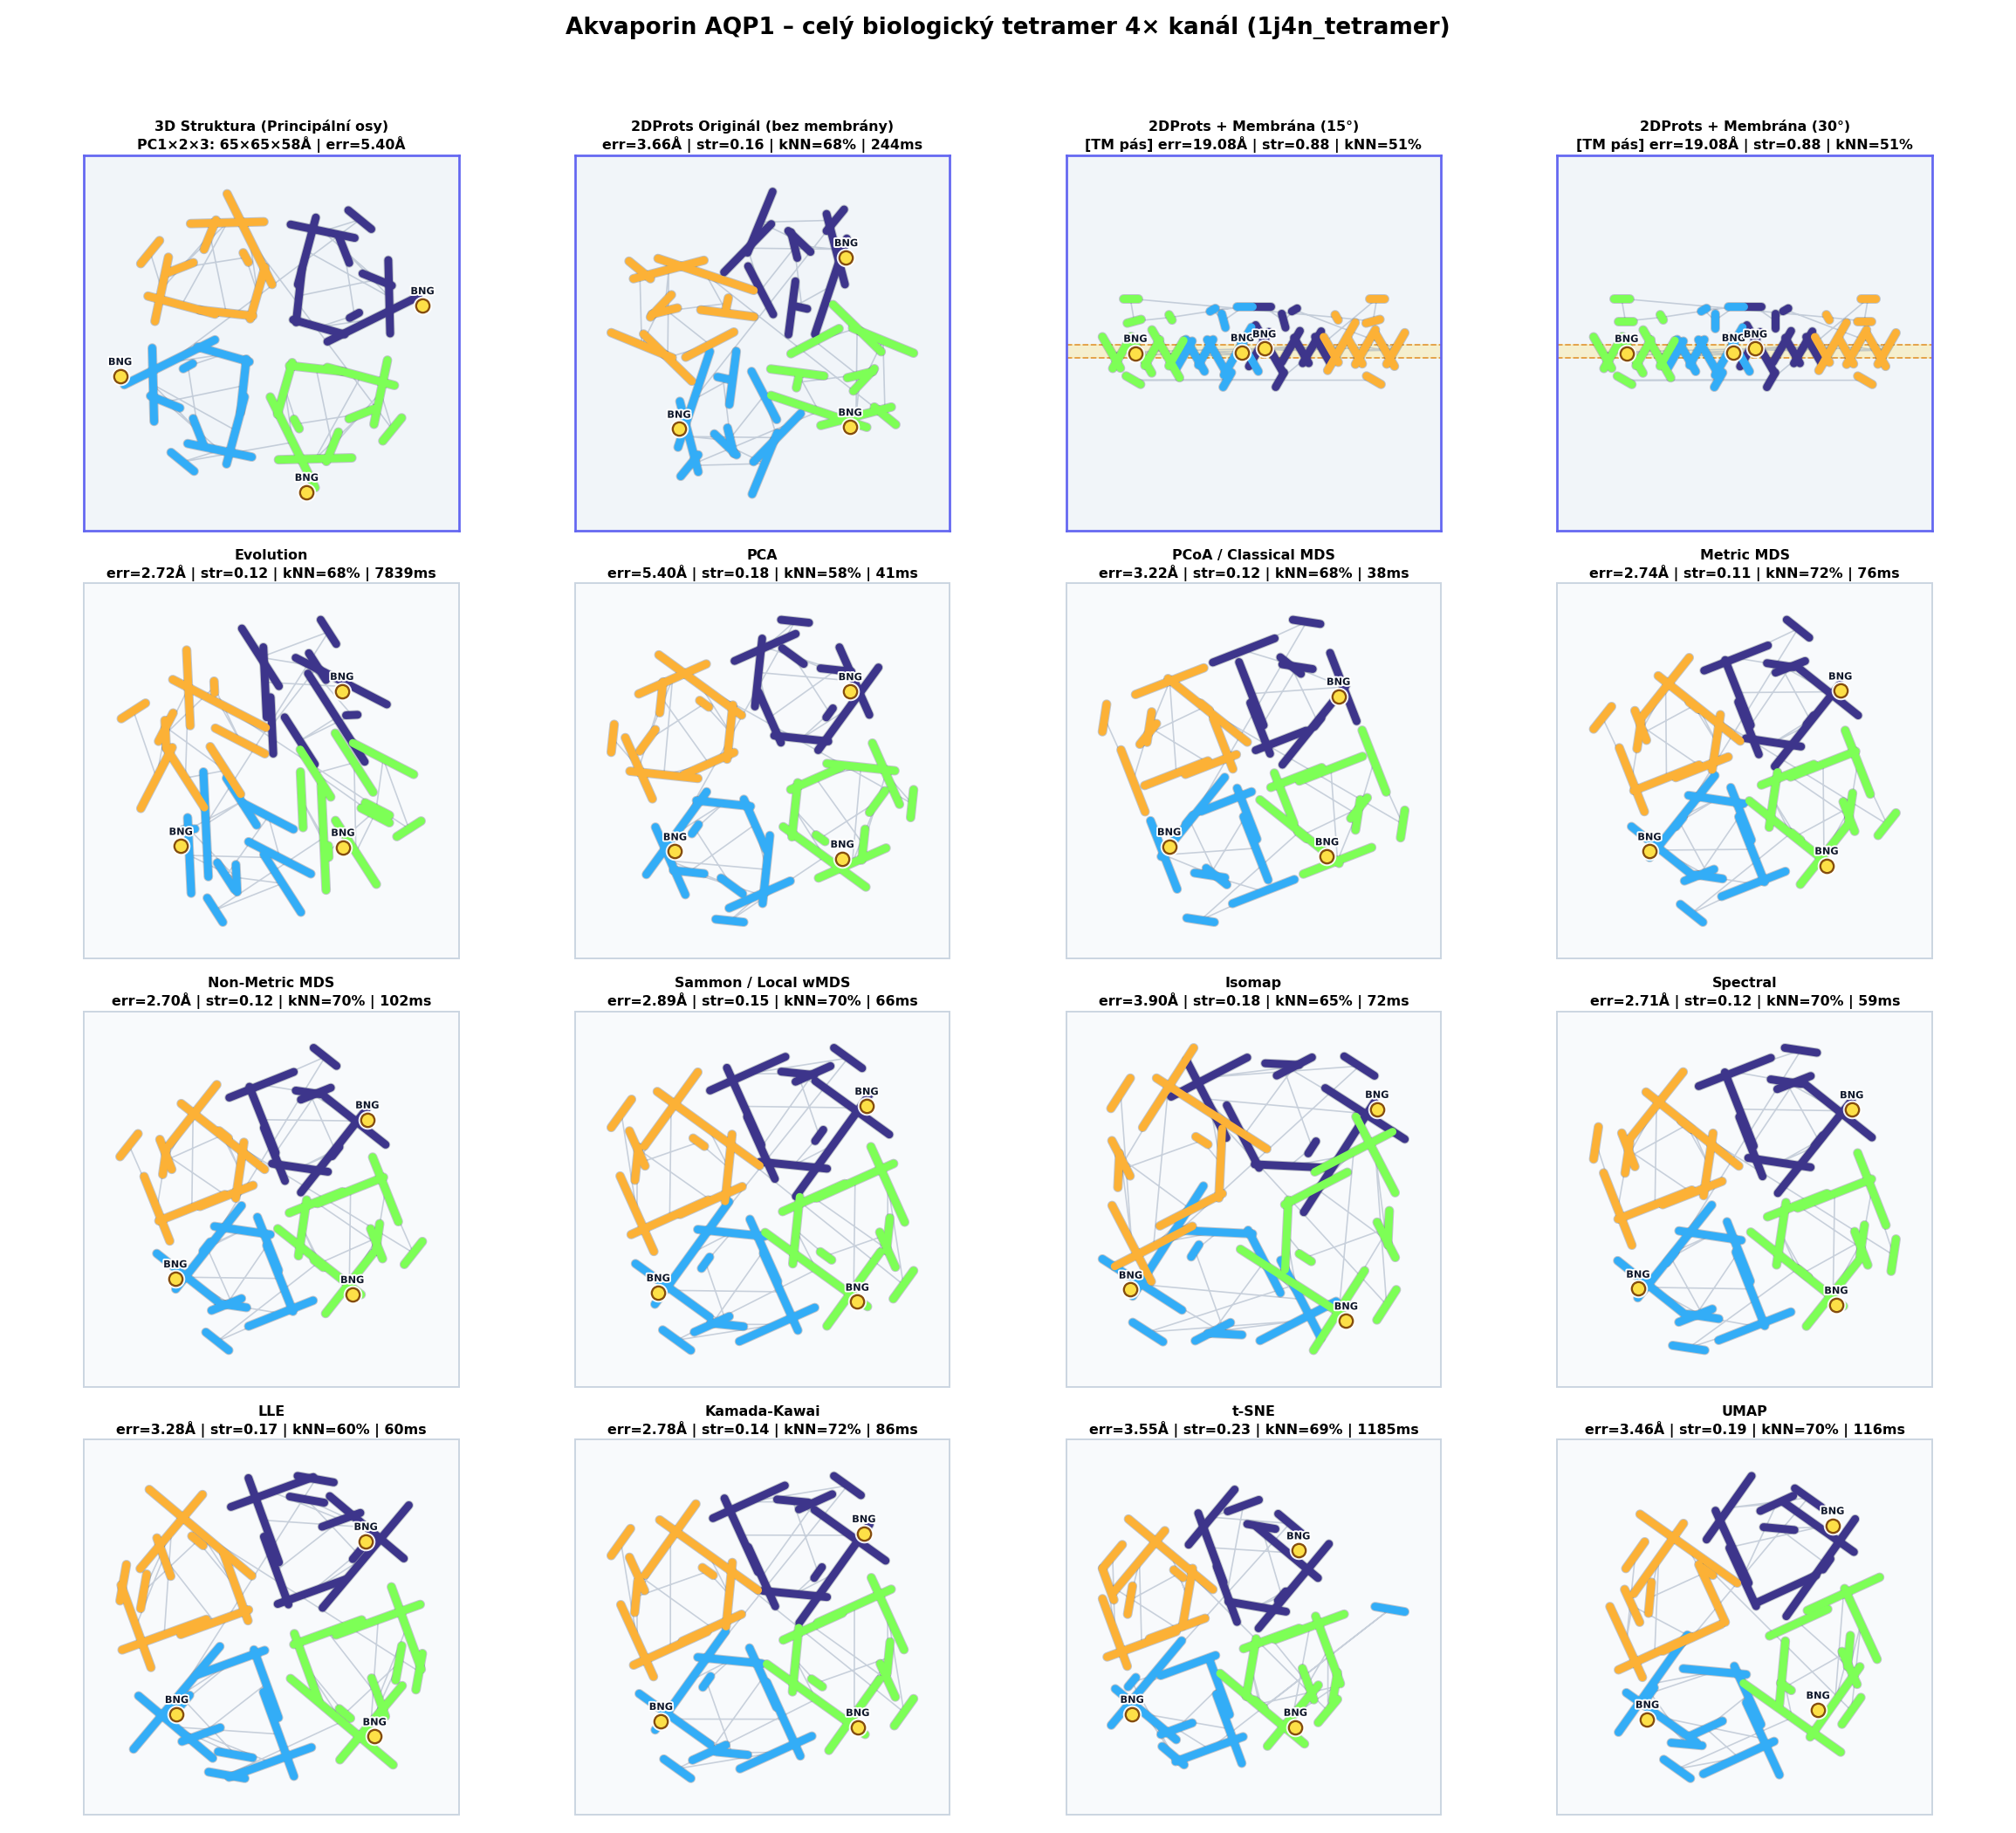 Akvaporin AQP1 – celý biologický tetramer 4× kanál (1j4n_tetramer)
3D Struktura (Principální osy)
PC1×2×3: 65×65×58Å | err=5.40Å
BNG
BNG
BNG
2DProts Originál (bez membrány)
err=3.66Å | str=0.16 | kNN=68% | 244ms
BNG
BNG
BNG
2DProts + Membrána (15°)
[TM pás] err=19.08Å | str=0.88 | kNN=51%
BNG
BNG
BNG
2DProts + Membrána (30°)
[TM pás] err=19.08Å | str=0.88 | kNN=51%
BNG
BNG
BNG
Evolution
err=2.72Å | str=0.12 | kNN=68% | 7839ms
BNG
BNG
BNG
PCA
err=5.40Å | str=0.18 | kNN=58% | 41ms
BNG
BNG
BNG
PCoA / Classical MDS
err=3.22Å | str=0.12 | kNN=68% | 38ms
BNG
BNG
BNG
Metric MDS
err=2.74Å | str=0.11 | kNN=72% | 76ms
BNG
BNG
BNG
Non-Metric MDS
err=2.70Å | str=0.12 | kNN=70% | 102ms
BNG
BNG
BNG
Sammon / Local wMDS
err=2.89Å | str=0.15 | kNN=70% | 66ms
BNG
BNG
BNG
Isomap
err=3.90Å | str=0.18 | kNN=65% | 72ms
BNG
BNG
BNG
Spectral
err=2.71Å | str=0.12 | kNN=70% | 59ms
BNG
BNG
BNG
LLE
err=3.28Å | str=0.17 | kNN=60% | 60ms
BNG
BNG
BNG
Kamada-Kawai
err=2.78Å | str=0.14 | kNN=72% | 86ms
BNG
BNG
BNG
t-SNE
err=3.55Å | str=0.23 | kNN=69% | 1185ms
BNG
BNG
BNG
UMAP
err=3.46Å | str=0.19 | kNN=70% | 116ms
BNG
BNG
BNG